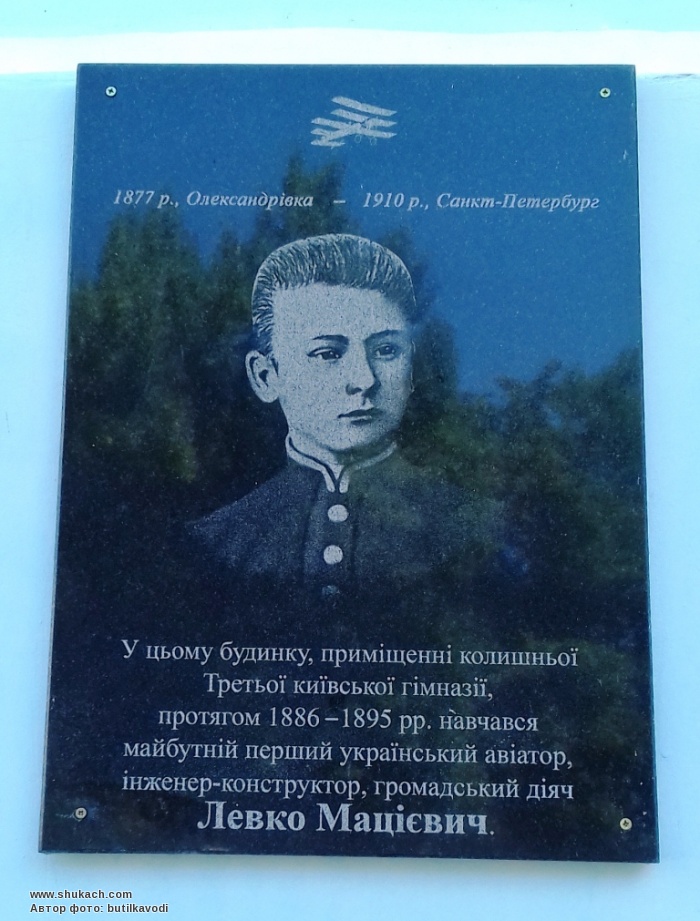 1877 р., Олександрівка – 1910 р., Санкт-Петербург
У цьому будинку, приміщенні колишньої
Третьої київської гімназії,
протягом 1886–1895 рр. навчався
майбутній перший український авіатор,
інженер-конструктор, громадський діяч
Левко Мацієвич.
www.shukach.com
Автор фото: butilkavodi